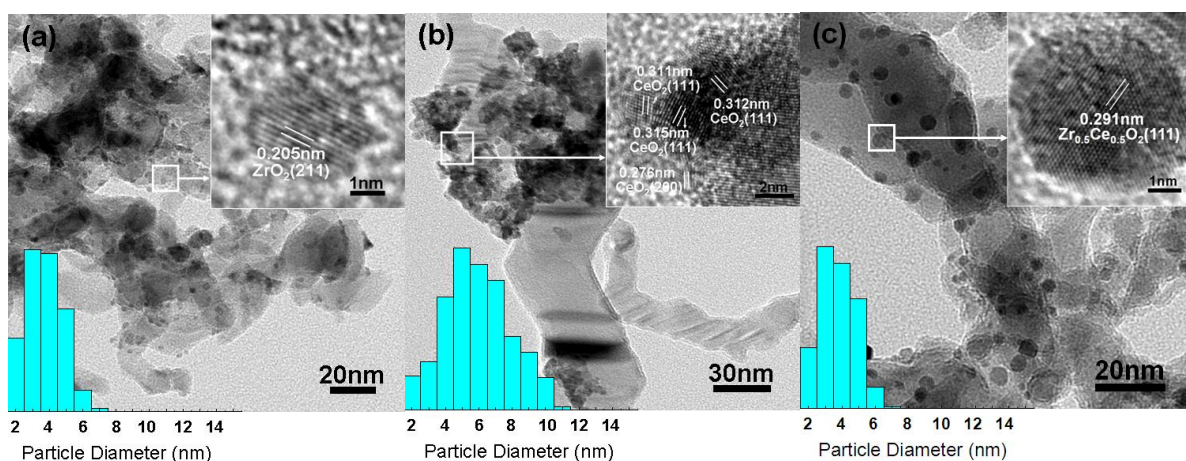 (a)
0.205nm
ZrO2(211)
1nm
20nm
2 4 6 8 10 12 14
Particle Diameter (nm)
(b)
0.311nm
CeO2(111)
0.312nm
CeO2(111)
0.315nm
CeO2(111)
0.276nm
CeO2(200)
2nm
30nm
2 4 6 8 10 12 14
Particle Diameter (nm)
(c)
0.291nm
Zr0.5Ce0.5O2(111)
1nm
20nm
2 4 6 8 10 12 14
Particle Diameter (nm)